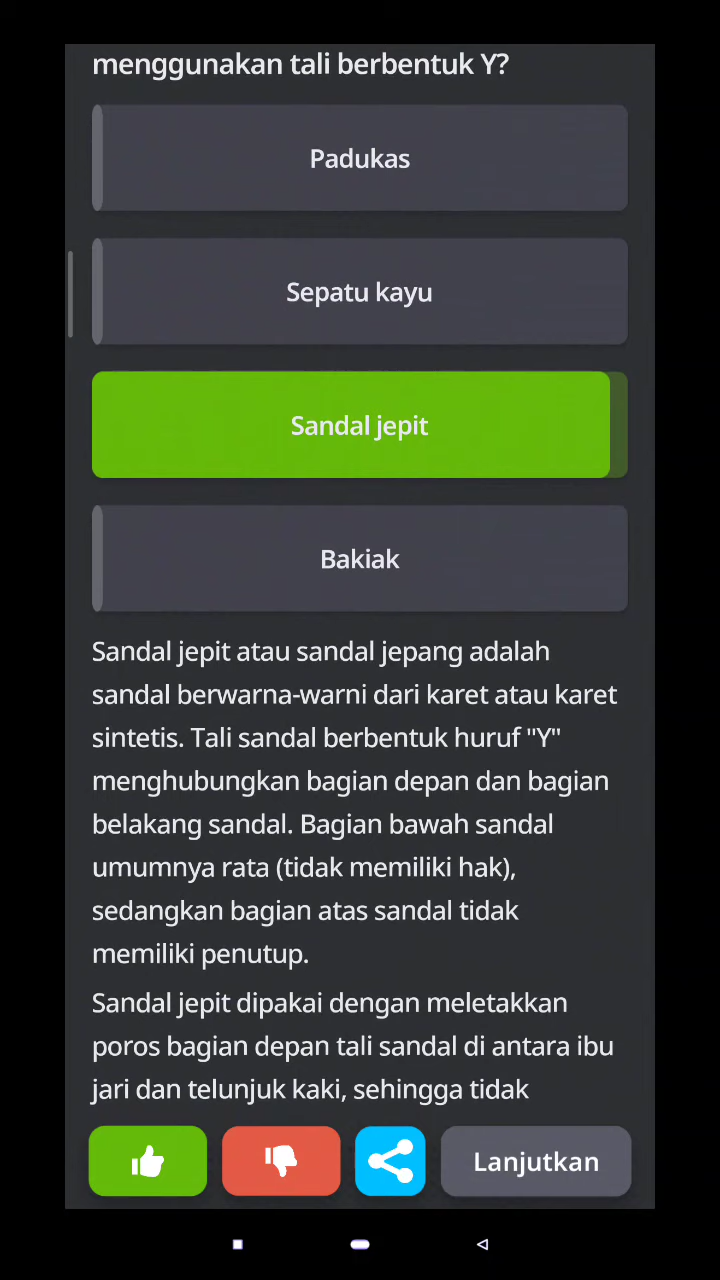 menggunakan tali berbentuk Y?
Padukas
Sepatu kayu
Sandal jepit
Bakiak
Sandal jepit atau sandal jepang adalah
sandal berwarna-warni dari karet atau karet
sintetis. Tali sandal berbentuk huruf "Y"
menghubungkan bagian depan dan bagian
belakang sandal. Bagian bawah sandal
umumnya rata (tidak memiliki hak),
sedangkan bagian atas sandal tidak
memiliki penutup.
Sandal jepit dipakai dengan meletakkan
poros bagian depan tali sandal di antara ibu
jari dan telunjuk kaki, sehingga tidak
Lanjutkan